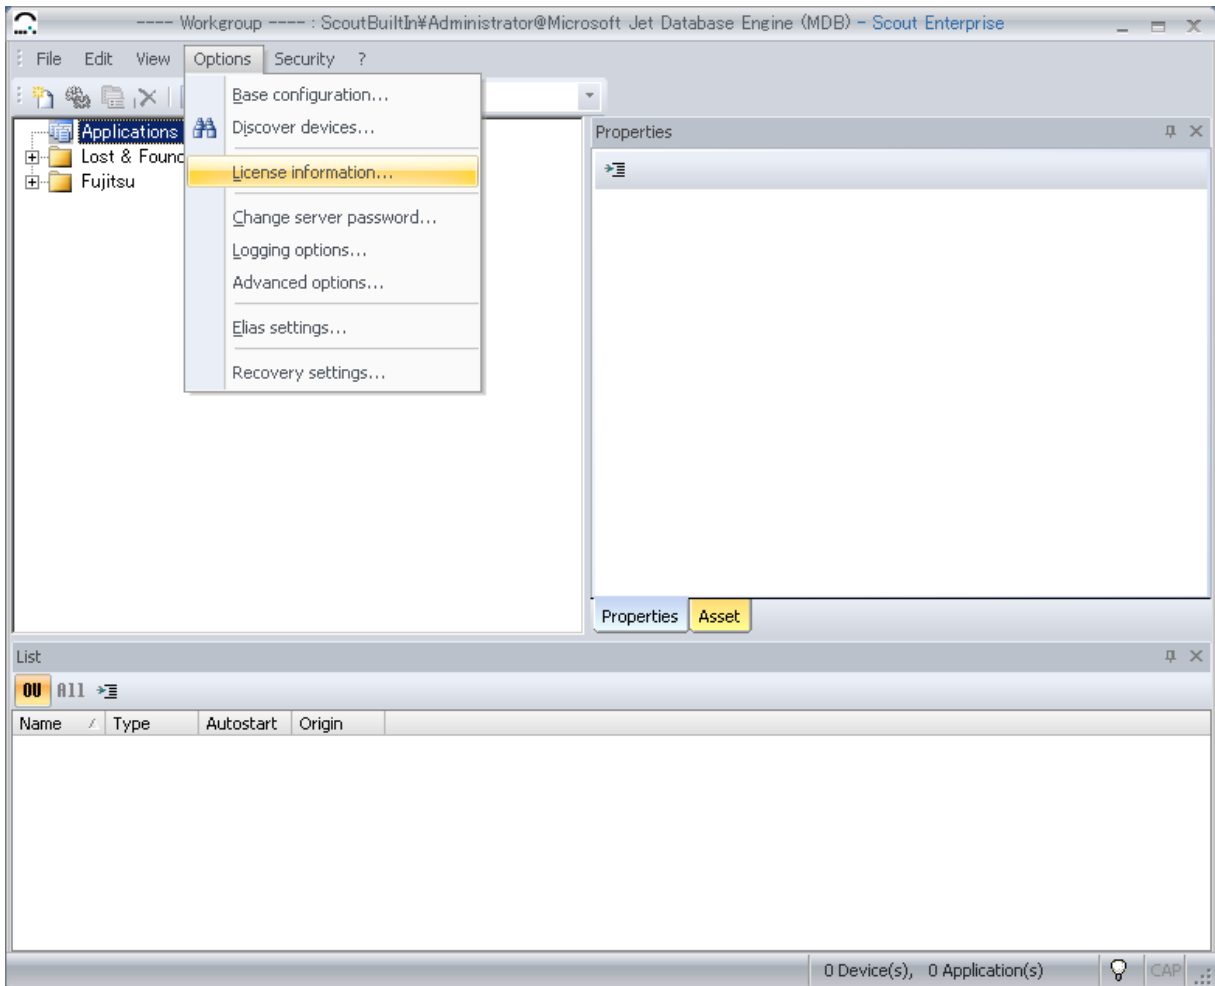 ---- Workgroup ---- : ScoutBuiltIn¥Administrator@Microsoft Jet Database Engine (MDB) - Scout Enterprise
File Edit View Options Security ?
Base configuration...
Discover devices...
License information...
Change server password...
Logging options...
Advanced options...
Elias settings...
Recovery settings...
Applications
Lost & Found
Fujitsu
Properties
Properties Asset
List
OU All
Name Type Autostart Origin
0 Device(s), 0 Application(s) CAP